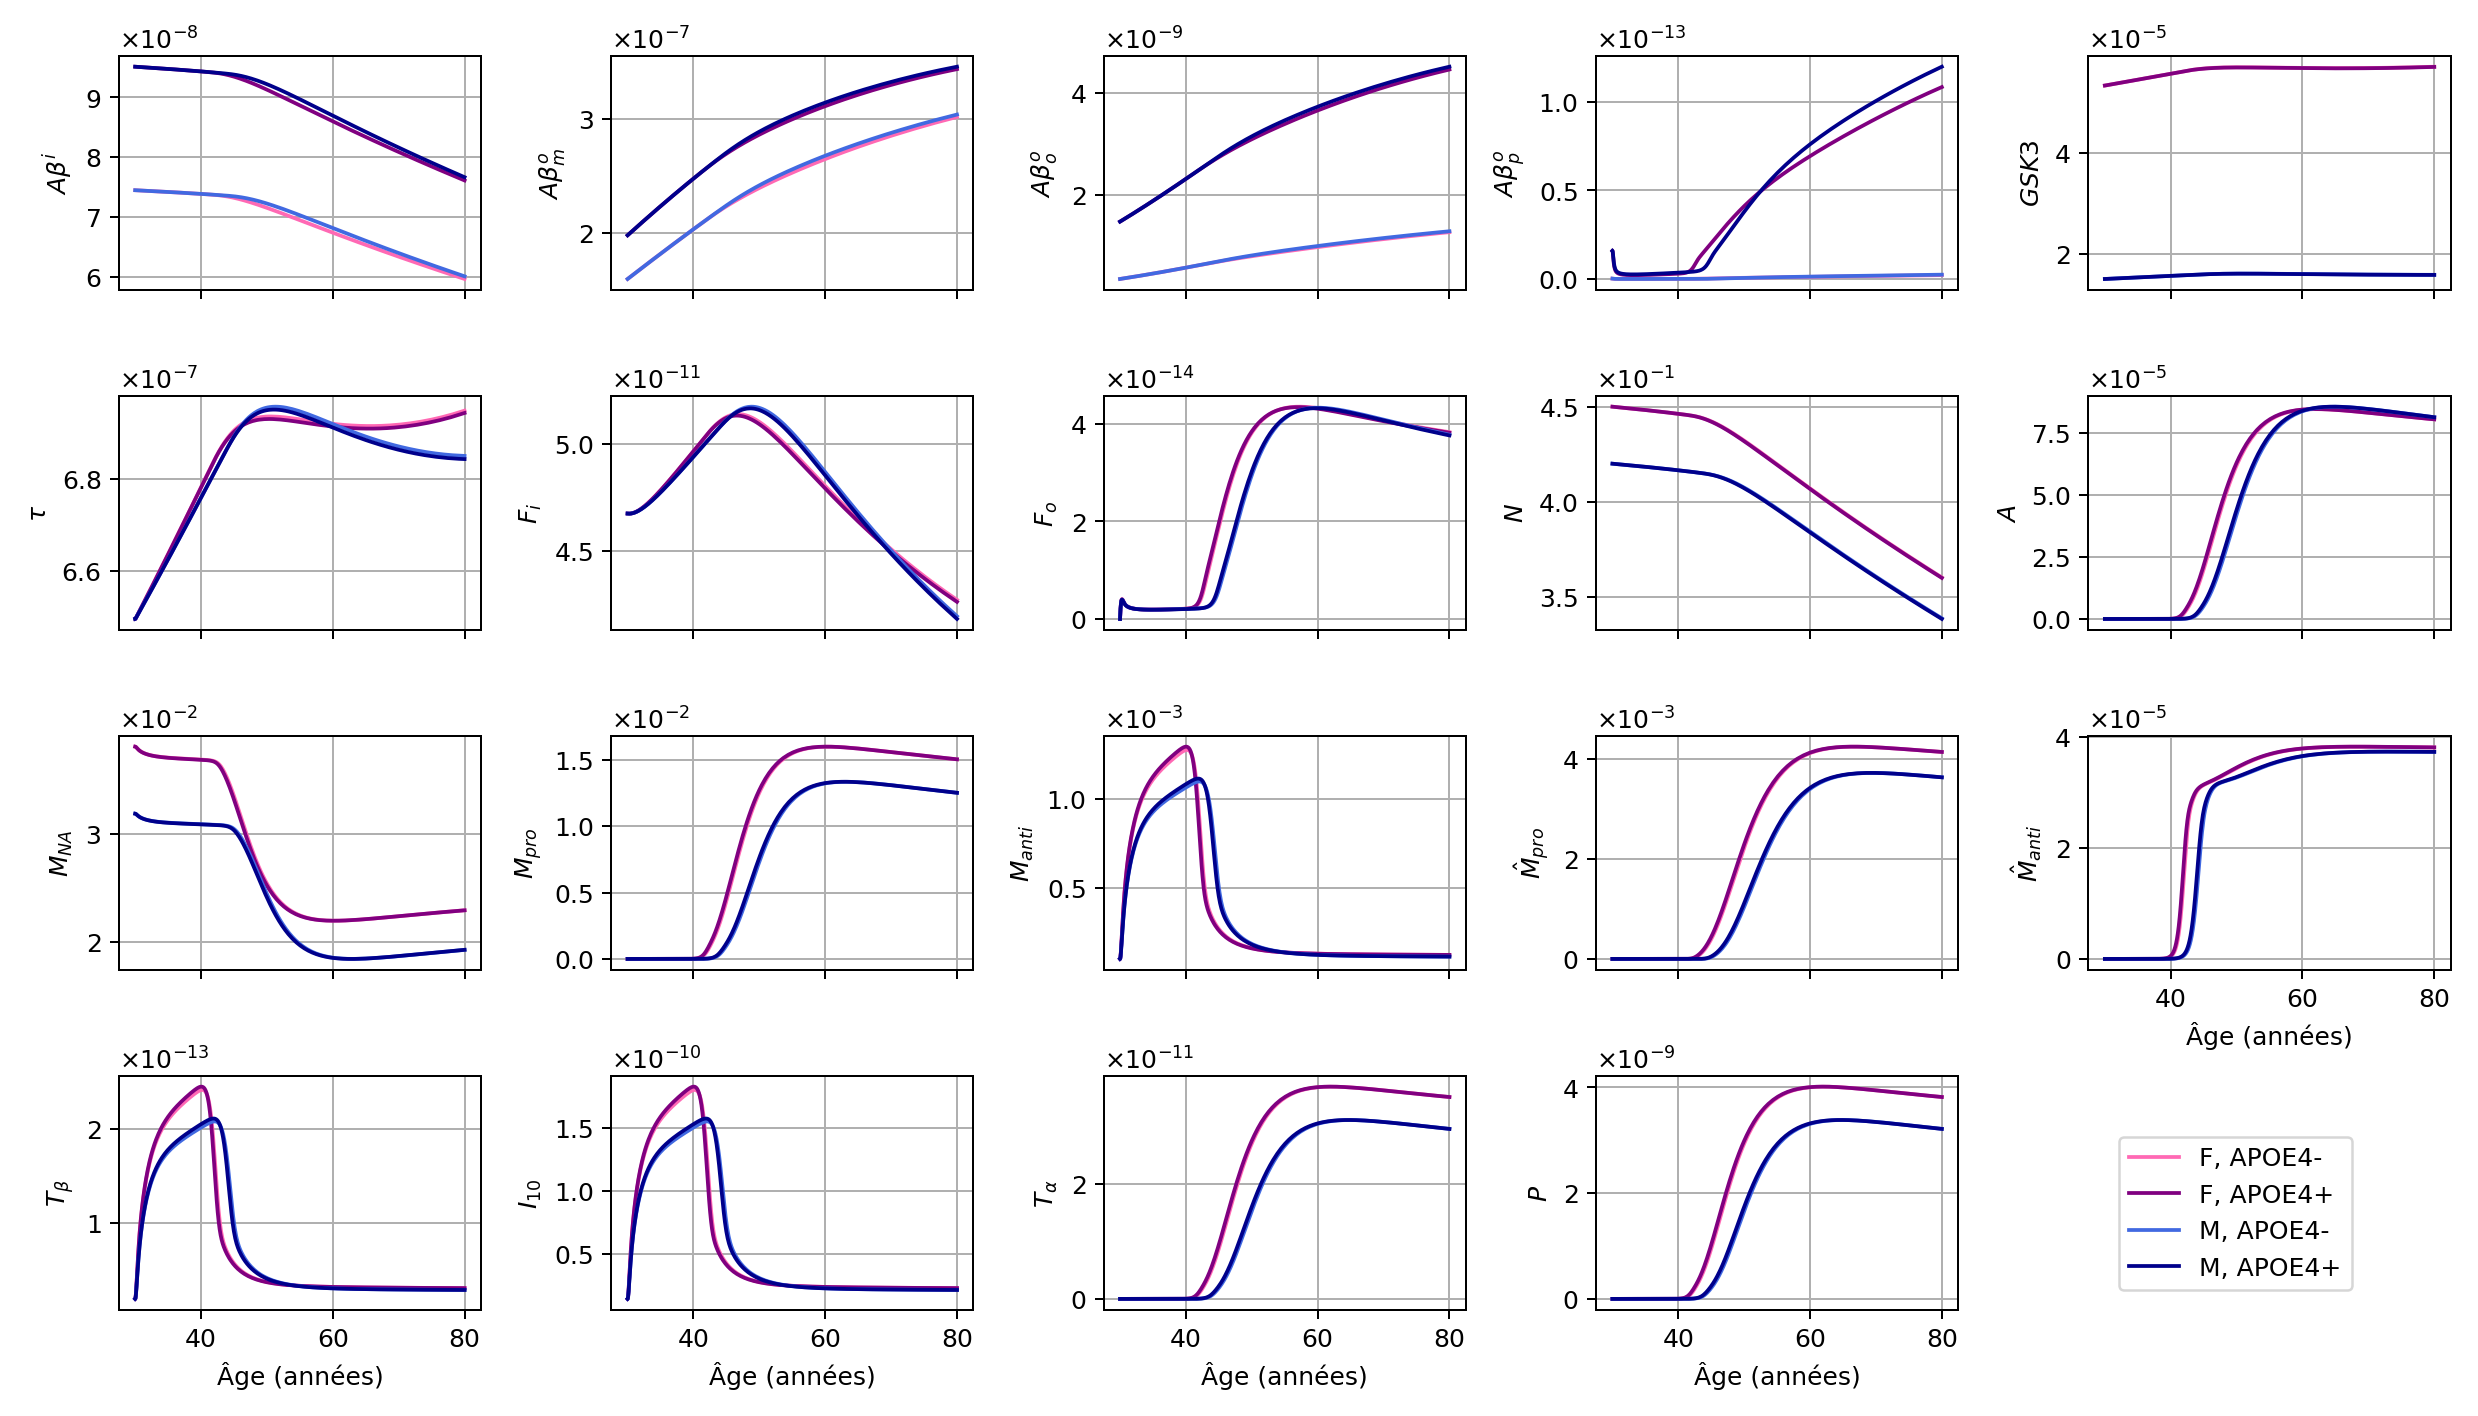 ×10⁻⁸ ×10⁻⁷ ×10⁻⁹ ×10⁻¹³ ×10⁻⁵
Aβⁱ 9 8 7 6
Aβₘᵒ 3 2
Aβₒᵒ 4 2
Aβₚᵒ 1.0 0.5 0.0
GSK3 4 2
×10⁻⁷ ×10⁻¹¹ ×10⁻¹⁴ ×10⁻¹ ×10⁻⁵
τ 6.8 6.6
Fᵢ 5.0 4.5
Fₒ 4 2 0
N 4.5 4.0 3.5
A 7.5 5.0 2.5 0.0
×10⁻² ×10⁻² ×10⁻³ ×10⁻³ ×10⁻⁵
M_NA 3 2
M_pro 1.5 1.0 0.5 0.0
M_anti 1.0 0.5
M̂_pro 4 2 0
M̂_anti 4 2 0
40 60 80
Âge (années)
×10⁻¹³ ×10⁻¹⁰ ×10⁻¹¹ ×10⁻⁹
T_β 2 1
I₁₀ 1.5 1.0 0.5
T_α 2 0
P 4 2 0
F, APOE4-
F, APOE4+
M, APOE4-
M, APOE4+
40 60 80 40 60 80 40 60 80 40 60 80
Âge (années) Âge (années) Âge (années) Âge (années)